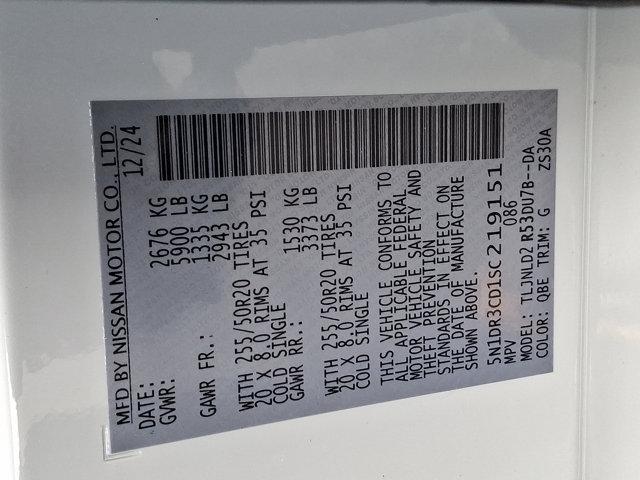 MFD BY NISSAN MOTOR CO., LTD.
DATE: 12/24
GVWR: 2676 KG
5900 LB
GAWR FR.: 1335 KG
2943 LB
WITH 255/50R20 TIRES
20 X 8.0 RIMS AT 35 PSI
COLD SINGLE
GAWR RR.: 1530 KG
3373 LB
WITH 255/50R20 TIRES
20 X 8.0 RIMS AT 35 PSI
COLD SINGLE
THIS VEHICLE CONFORMS TO
ALL APPLICABLE FEDERAL
MOTOR VEHICLE SAFETY AND
THEFT PREVENTION
STANDARDS IN EFFECT ON
THE DATE OF MANUFACTURE
SHOWN ABOVE.
5N1DR3CD1SC219151
MPV 086
MODEL: TLJNLD2 R53DU7B--DA
COLOR: QBE TRIM: G ZS30A